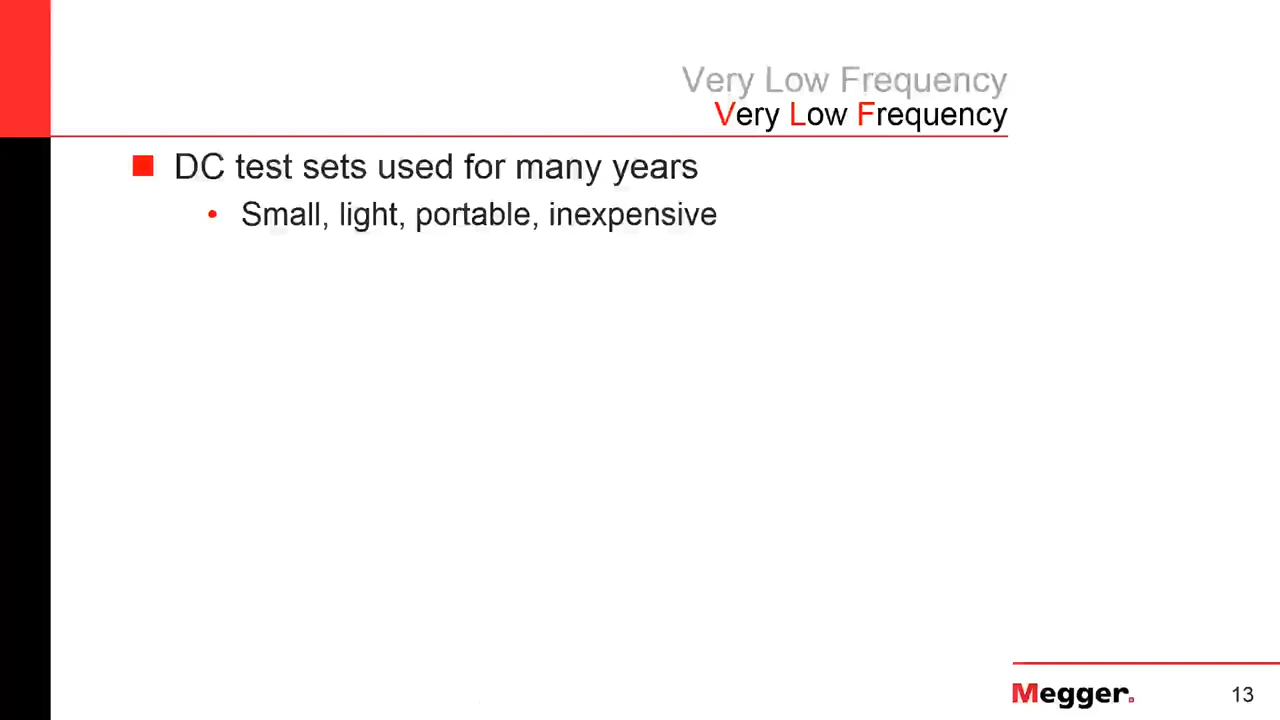 Very Low Frequency
Very Low Frequency
DC test sets used for many years
• Small, light, portable, inexpensive
Megger.
13